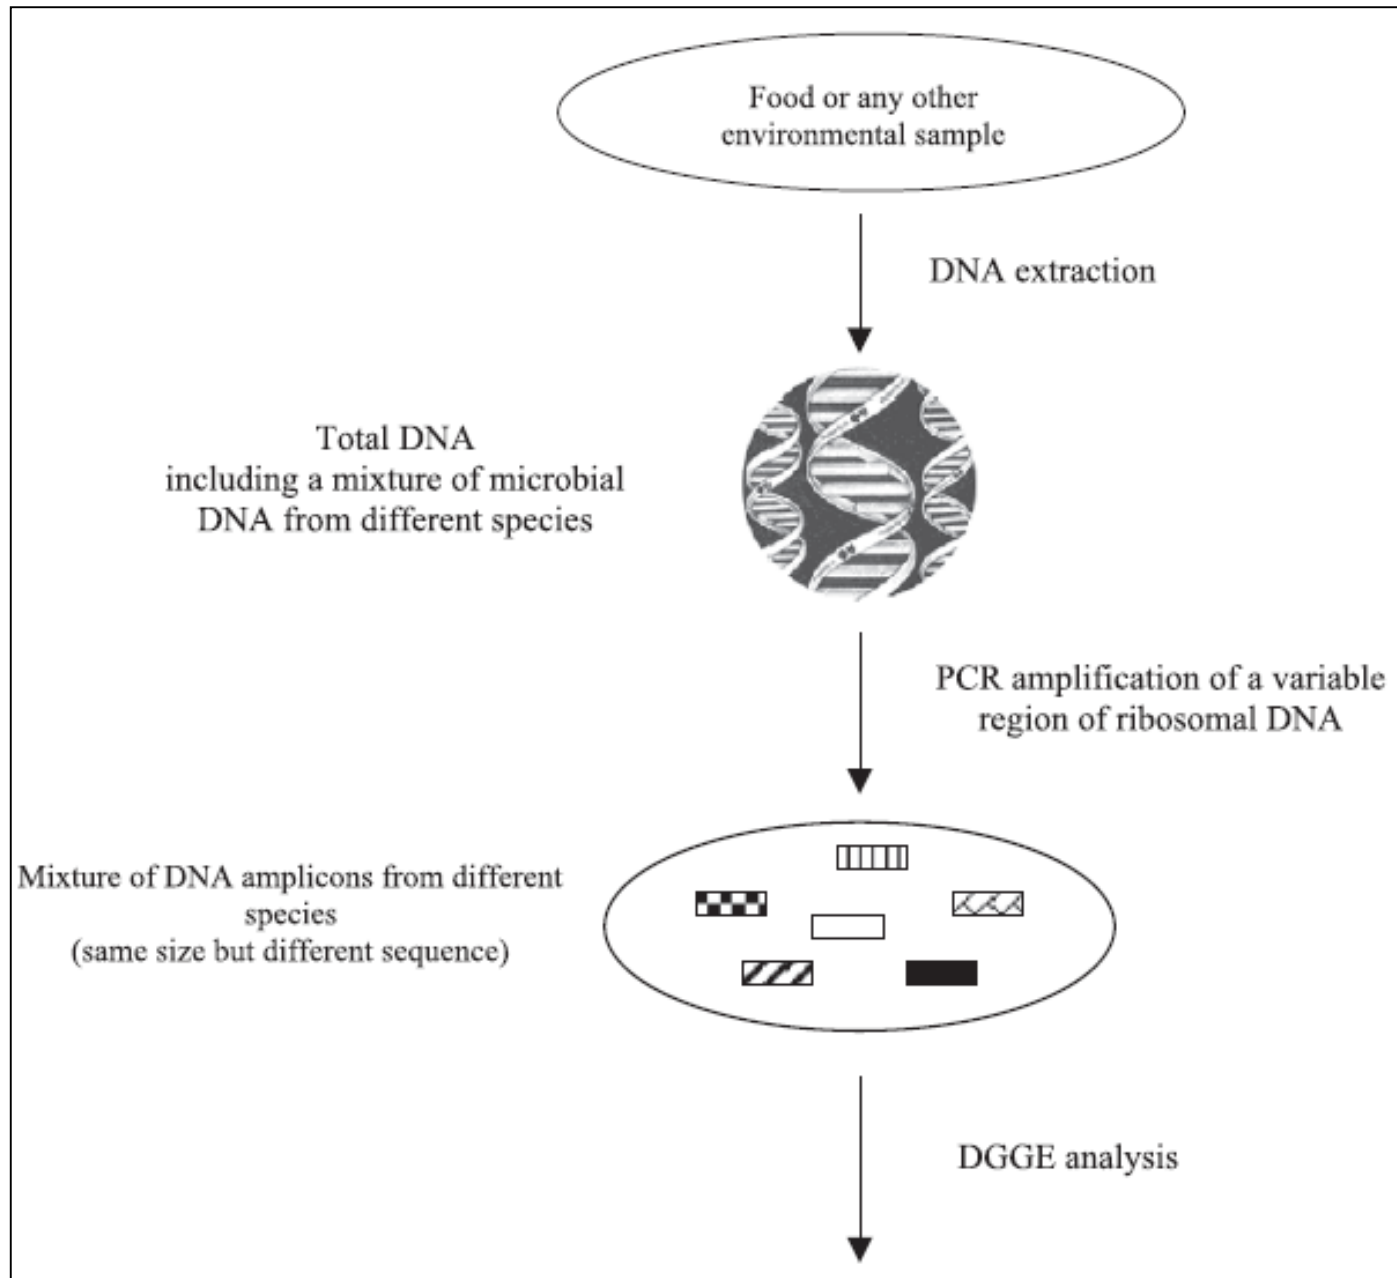 Food or any other
environmental sample
DNA extraction
Total DNA
including a mixture of microbial
DNA from different species
PCR amplification of a variable
region of ribosomal DNA
Mixture of DNA amplicons from different
species
(same size but different sequence)
DGGE analysis